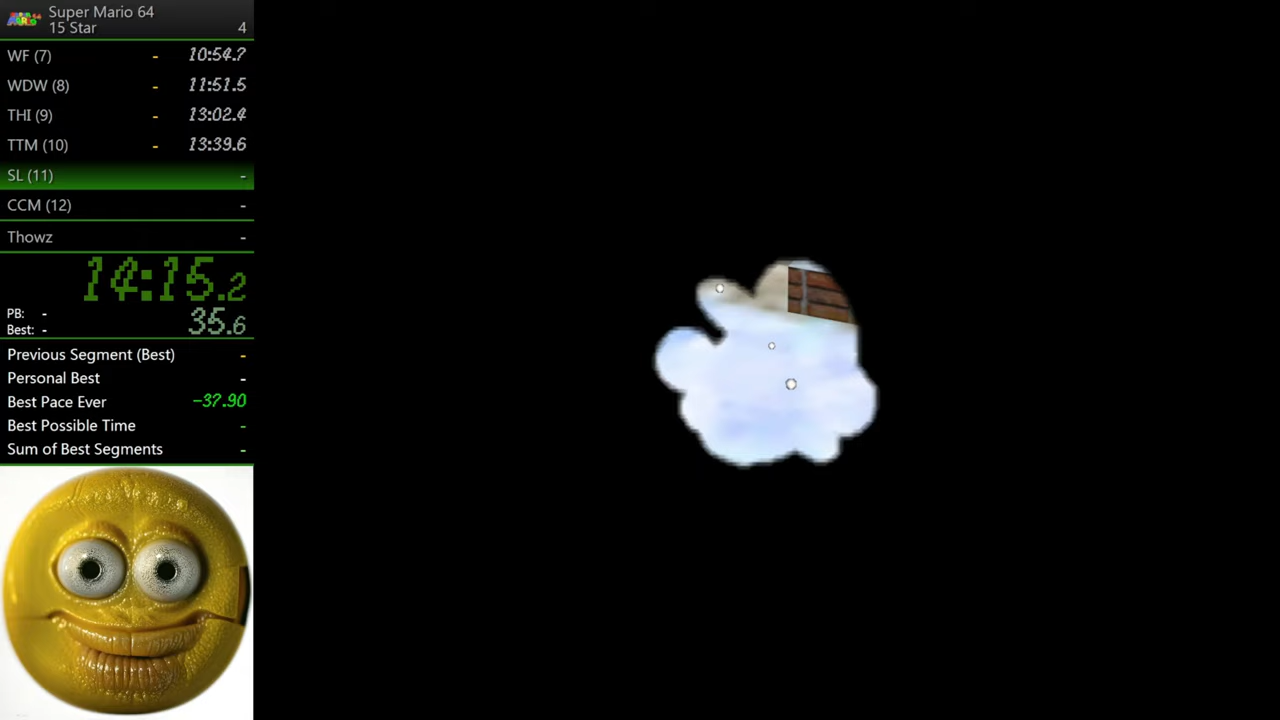 Super Mario 64
15 Star 4
WF (7) - 10:54.7
WDW (8) - 11:51.5
THI (9) - 13:02.4
TTM (10) - 13:39.6
SL (11) -
CCM (12) -
Thowz -
14:15.2
PB: -
Best: - 35.6
Previous Segment (Best) -
Personal Best -
Best Pace Ever -37.90
Best Possible Time -
Sum of Best Segments -